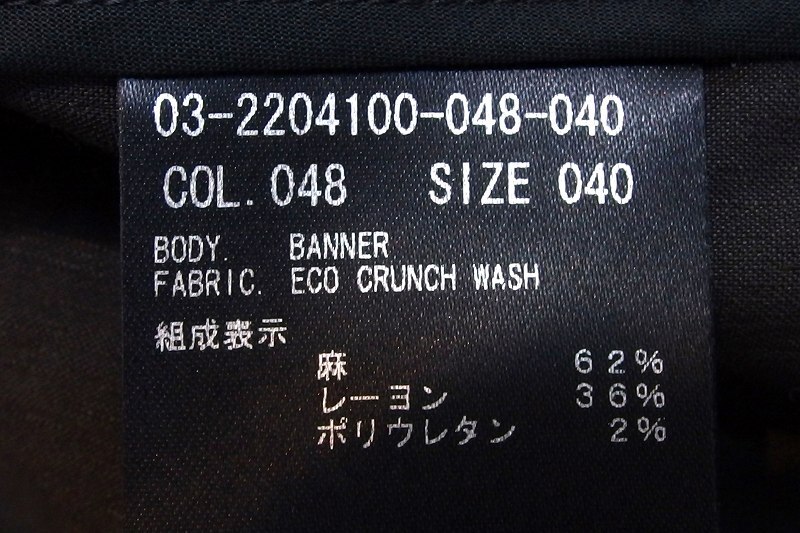 03-2204100-048-040
COL. 048 SIZE 040
BODY. BANNER
FABRIC. ECO CRUNCH WASH
組成表示
麻 62%
レーヨン 36%
ポリウレタン 2%